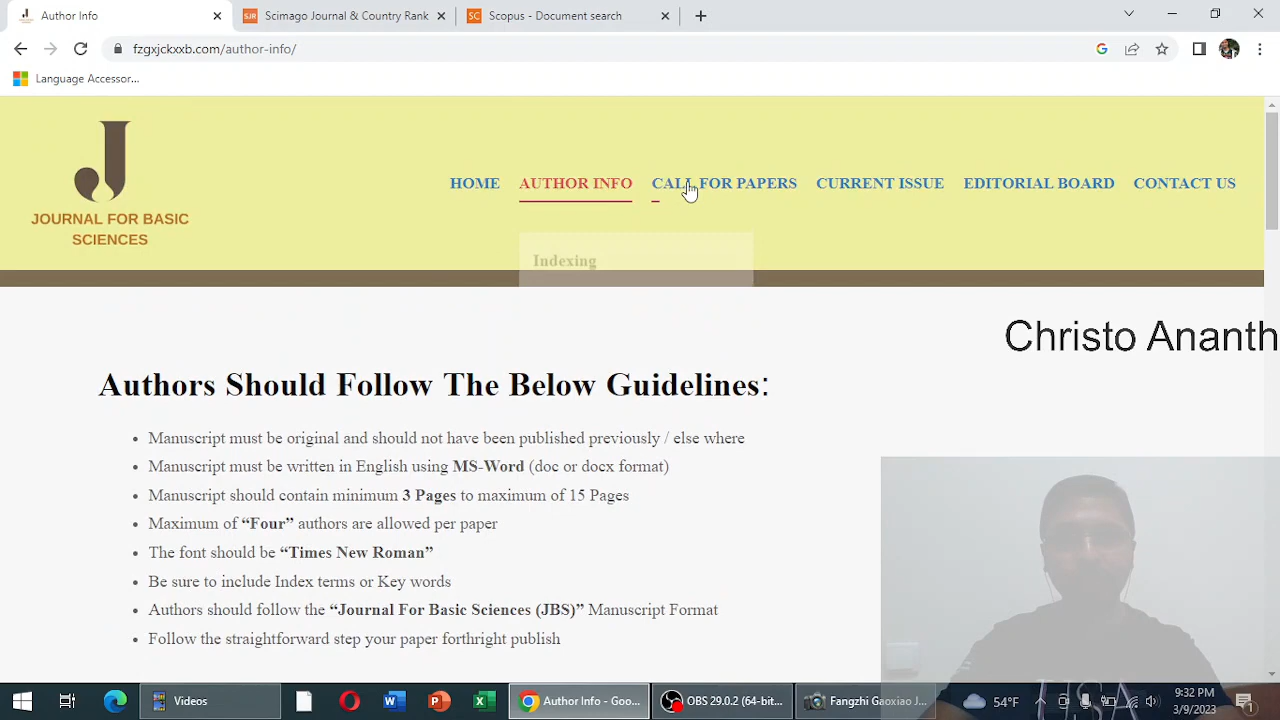 Author Info
Scimago Journal & Country Rank
Scopus - Document search
fzgxjckxxb.com/author-info/
Language Accessor...
JOURNAL FOR BASIC
SCIENCES
HOME AUTHOR INFO CALL FOR PAPERS CURRENT ISSUE EDITORIAL BOARD CONTACT US
Indexing
Christo Ananth
Authors Should Follow The Below Guidelines:
Manuscript must be original and should not have been published previously / else where
Manuscript must be written in English using MS-Word (doc or docx format)
Manuscript should contain minimum 3 Pages to maximum of 15 Pages
Maximum of “Four” authors are allowed per paper
The font should be “Times New Roman”
Be sure to include Index terms or Key words
Authors should follow the “Journal For Basic Sciences (JBS)” Manuscript Format
Follow the straightforward step your paper forthright publish
Videos
Author Info - Goo...
OBS 29.0.2 (64-bit...
Fangzhi Gaoxiao J...
54°F
9:32 PM
3/9/2023